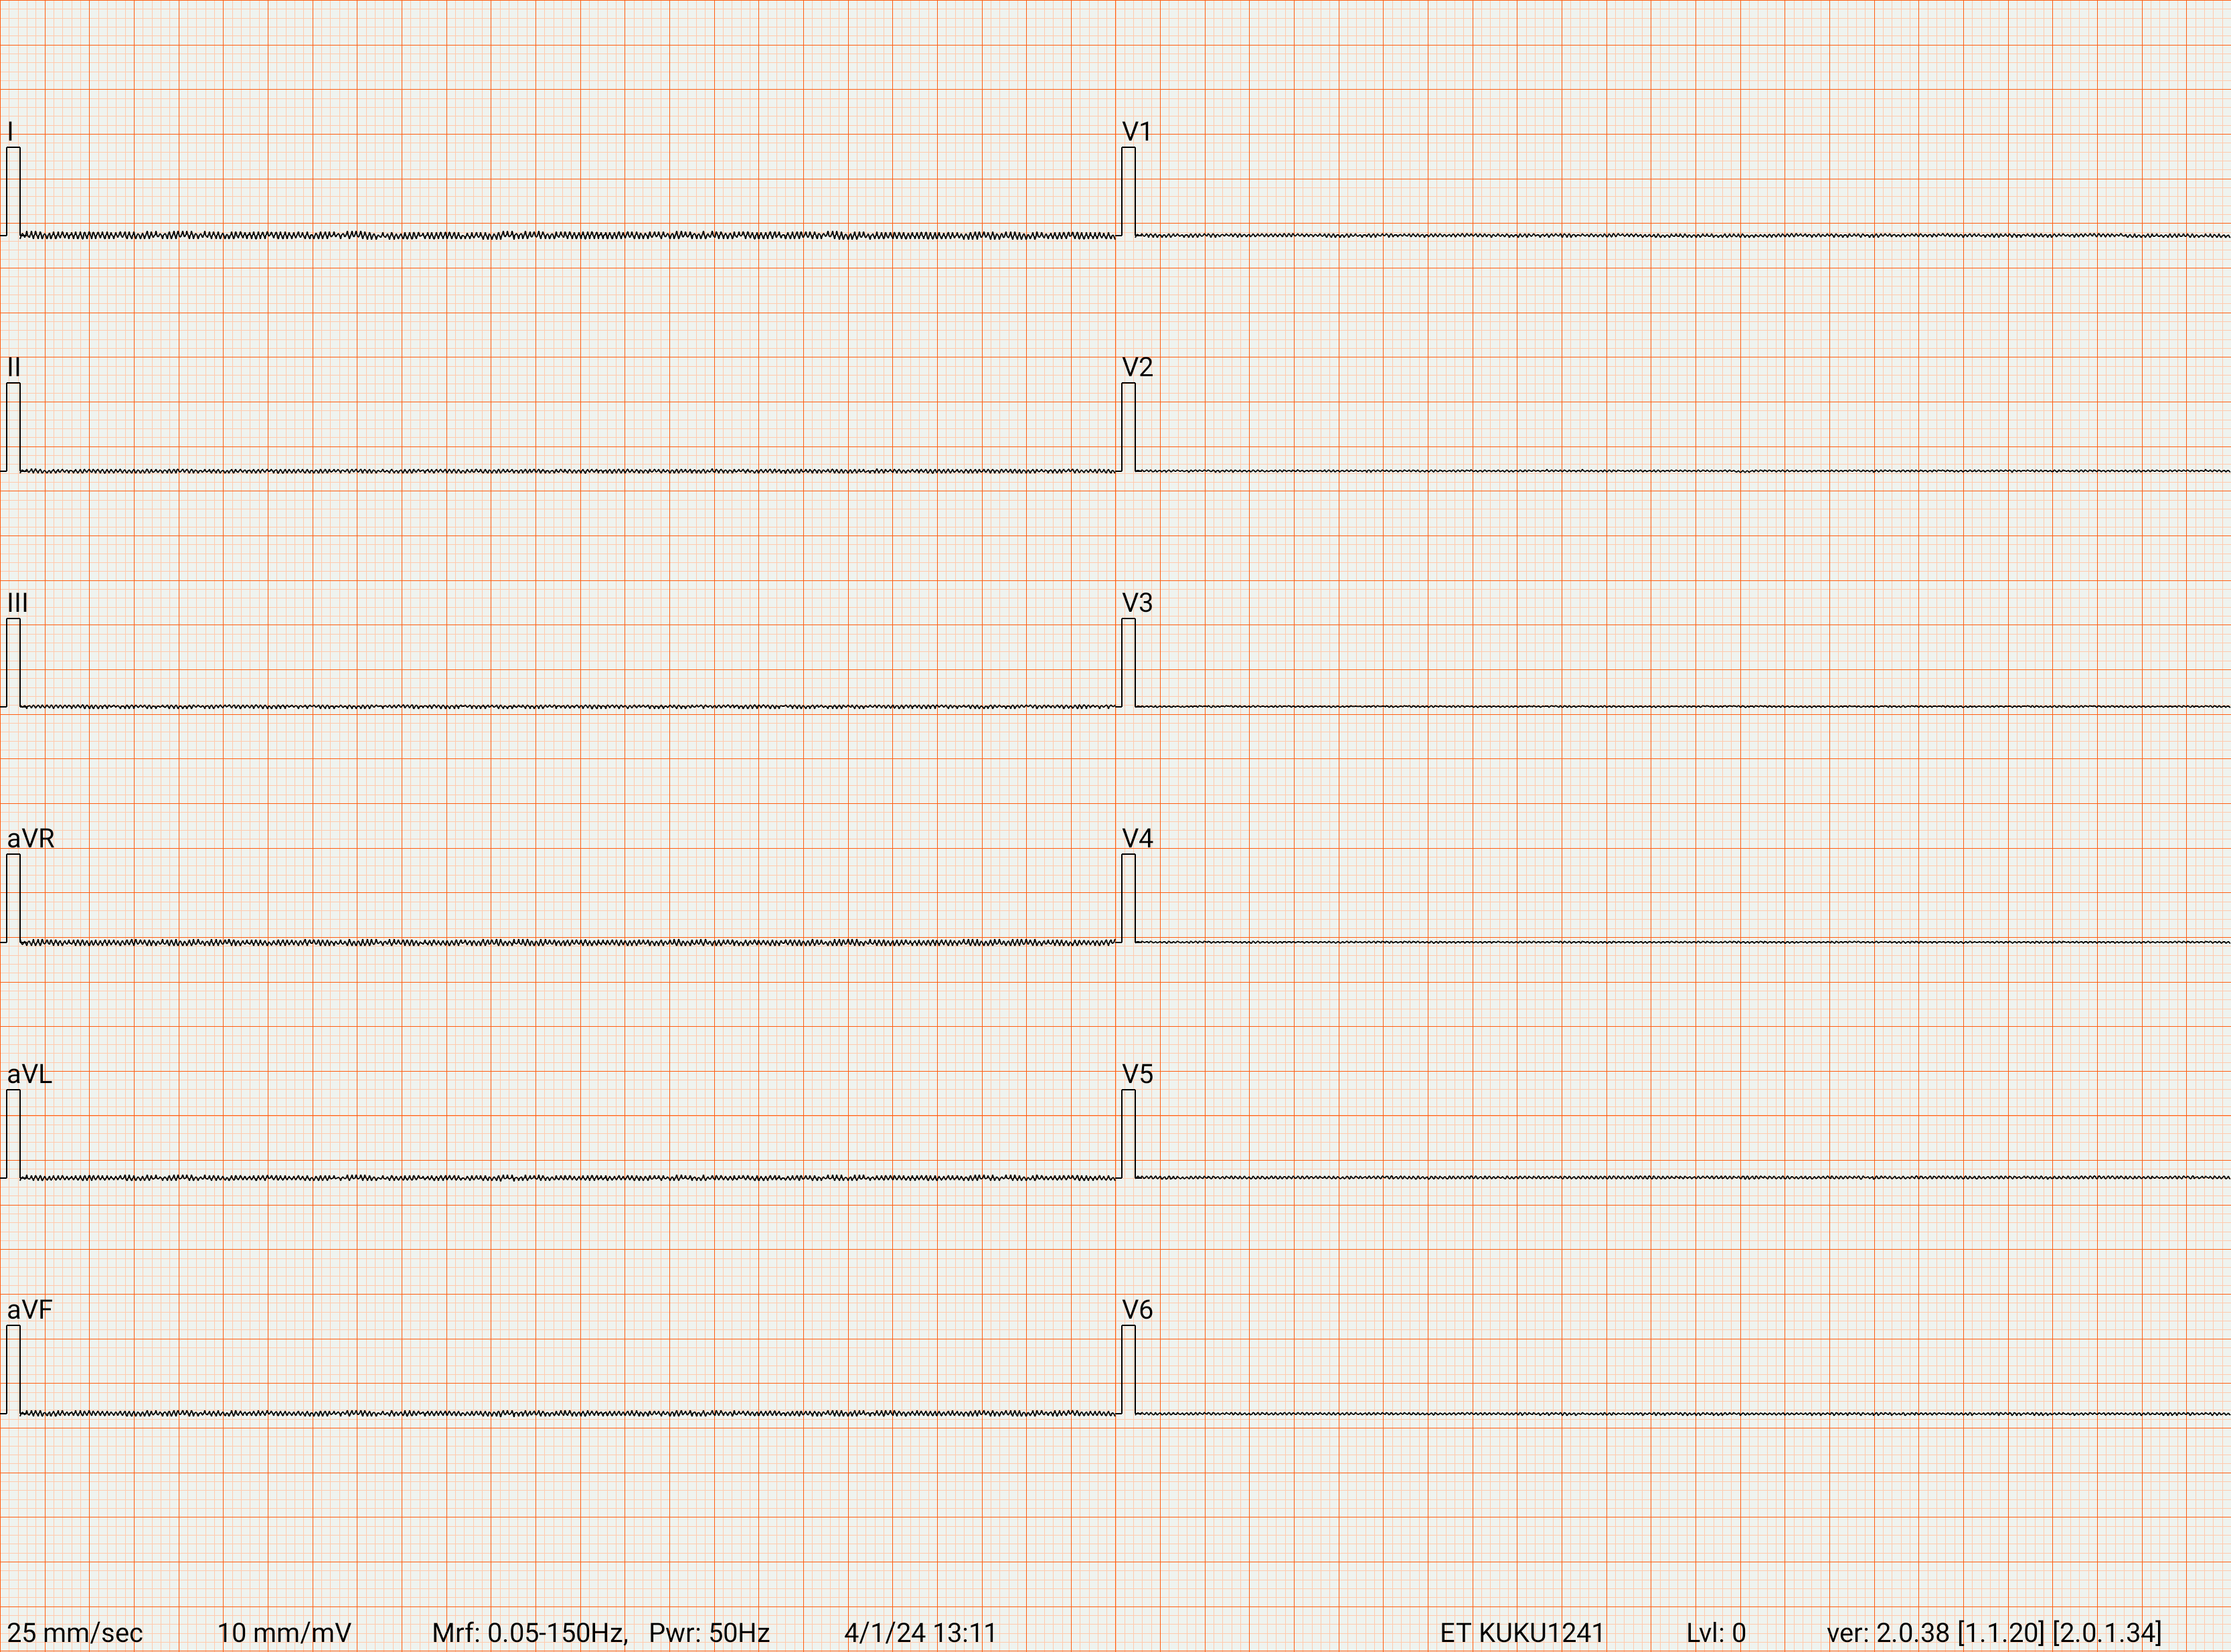 I
V1
II
V2
III
V3
aVR
V4
aVL
V5
aVF
V6
25 mm/sec 10 mm/mV Mrf: 0.05-150Hz, Pwr: 50Hz 4/1/24 13:11 ET KUKU1241 Lvl: 0 ver: 2.0.38 [1.1.20] [2.0.1.34]